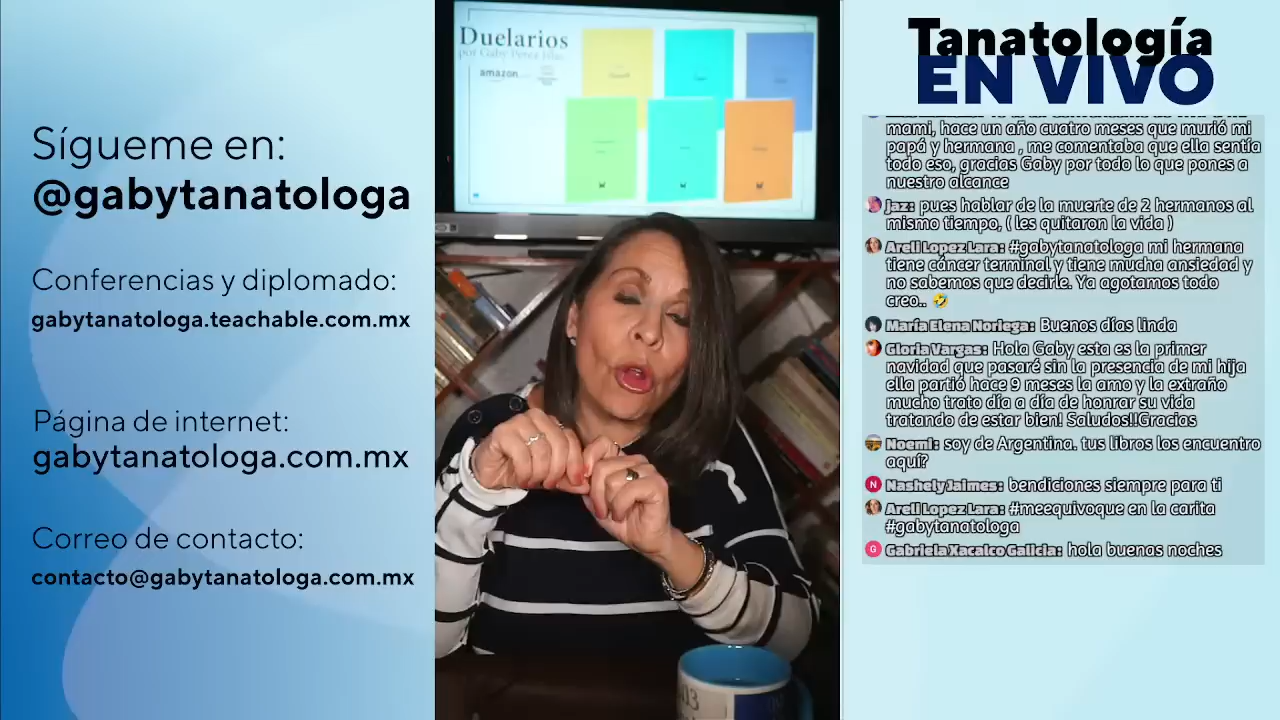 Sígueme en:
@gabytanatologa
Conferencias y diplomado:
gabytanatologa.teachable.com.mx
Página de internet:
gabytanatologa.com.mx
Correo de contacto:
contacto@gabytanatologa.com.mx
Duelarios
por Gaby Pérez Islas
amazon
Tanatología
EN VIVO
mami, hace un año cuatro meses que murió mi
papá y hermana , me comentaba que ella sentía
todo eso, gracias Gaby por todo lo que pones a
nuestro alcance
Jaz: pues hablar de la muerte de 2 hermanos al
mismo tiempo, ( les quitaron la vida )
Areli Lopez Lara: #gabytanatologa mi hermana
tiene cáncer terminal y tiene mucha ansiedad y
no sabemos que decirle. Ya agotamos todo
creo.. 🤣
María Elena Noriega: Buenos días linda
Gloria Vargas: Hola Gaby esta es la primer
navidad que pasaré sin la presencia de mi hija
ella partió hace 9 meses la amo y la extraño
mucho trato día a día de honrar su vida
tratando de estar bien! Saludos!!Gracias
Noemi: soy de Argentina. tus libros los encuentro
aquí?
N
Nashely Jaimes: bendiciones siempre para ti
Areli Lopez Lara: #meequivoque en la carita
#gabytanatologa
G
Gabriela Xacalco Galicia: hola buenas noches